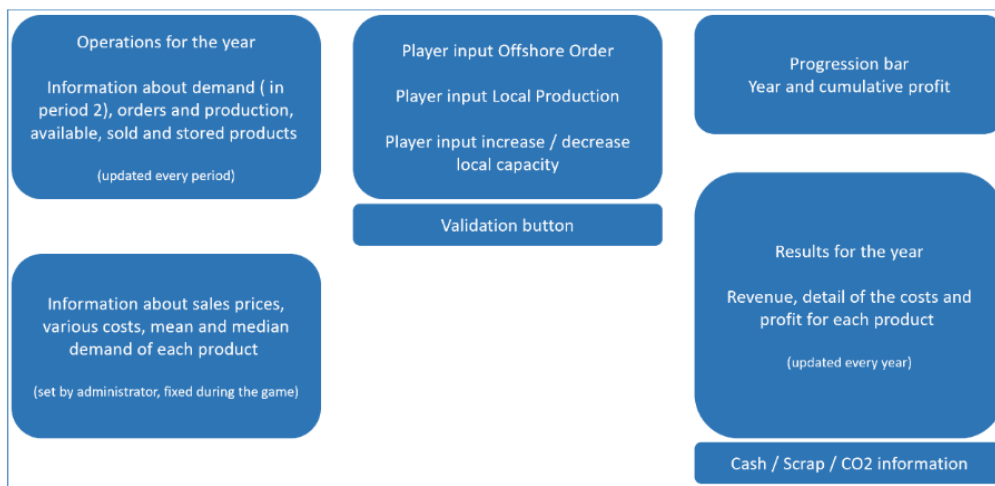 Operations for the year
Information about demand ( in
period 2), orders and production,
available, sold and stored products
(updated every period)
Player input Offshore Order
Player input Local Production
Player input increase / decrease
local capacity
Validation button
Progression bar
Year and cumulative profit
Information about sales prices,
various costs, mean and median
demand of each product
(set by administrator, fixed during the game)
Results for the year
Revenue, detail of the costs and
profit for each product
(updated every year)
Cash / Scrap / CO2 information